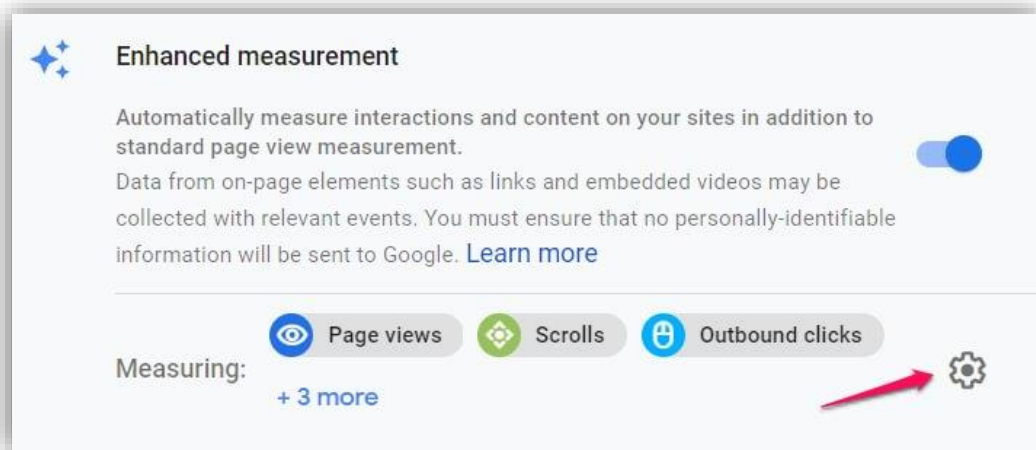 Enhanced measurement
Automatically measure interactions and content on your sites in addition to
standard page view measurement.
Data from on-page elements such as links and embedded videos may be
collected with relevant events. You must ensure that no personally-identifiable
information will be sent to Google. Learn more
Measuring:
Page views
Scrolls
Outbound clicks
+ 3 more